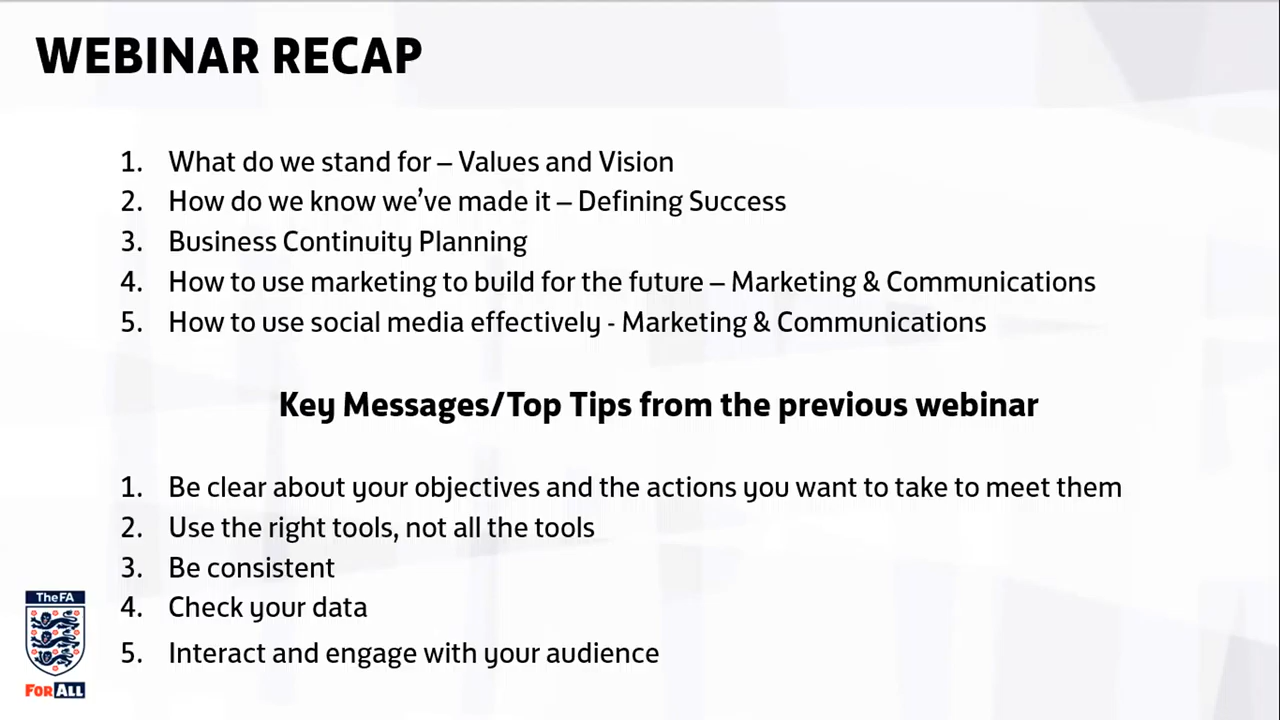 WEBINAR RECAP
1. What do we stand for – Values and Vision
2. How do we know we've made it – Defining Success
3. Business Continuity Planning
4. How to use marketing to build for the future – Marketing & Communications
5. How to use social media effectively - Marketing & Communications
Key Messages/Top Tips from the previous webinar
1. Be clear about your objectives and the actions you want to take to meet them
2. Use the right tools, not all the tools
3. Be consistent
4. Check your data
5. Interact and engage with your audience
The FA
FOR ALL